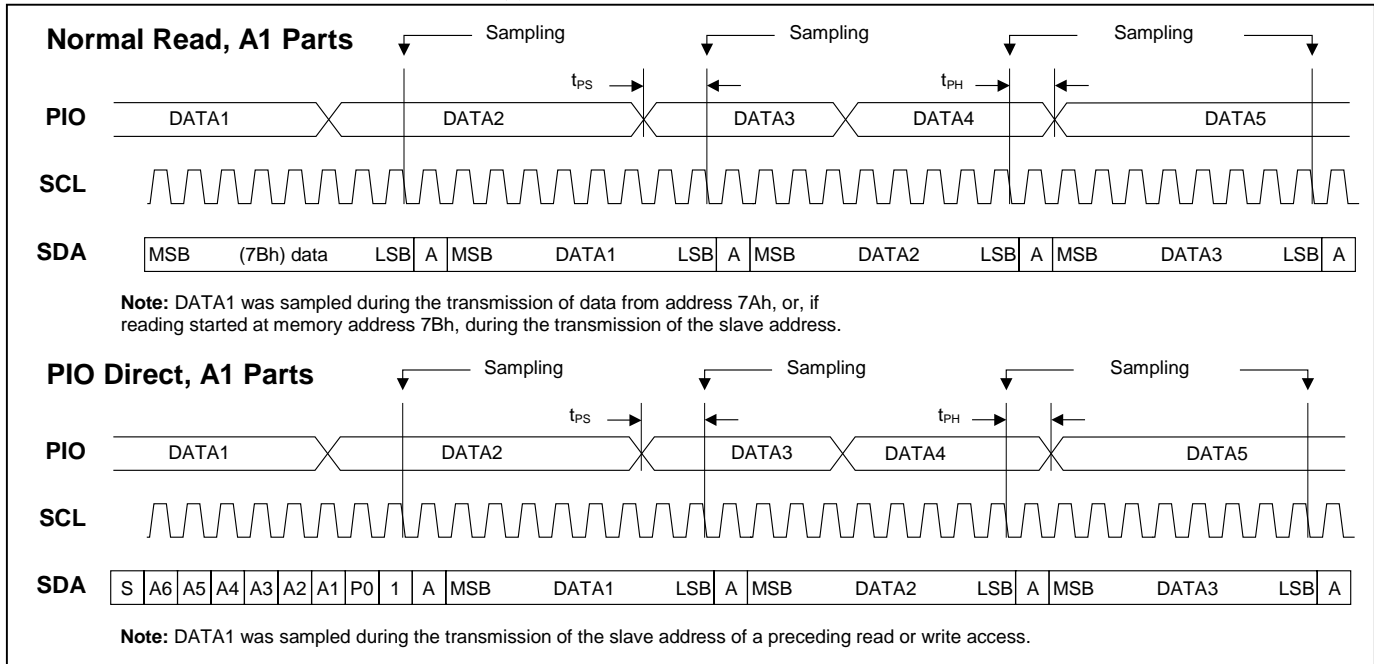 Normal Read, A1 Parts
Sampling Sampling Sampling
tPS tPH
PIO DATA1 DATA2 DATA3 DATA4 DATA5
SCL
SDA MSB (7Bh) data LSB A MSB DATA1 LSB A MSB DATA2 LSB A MSB DATA3 LSB A
Note: DATA1 was sampled during the transmission of data from address 7Ah, or, if
reading started at memory address 7Bh, during the transmission of the slave address.
PIO Direct, A1 Parts
Sampling Sampling Sampling
tPS tPH
PIO DATA1 DATA2 DATA3 DATA4 DATA5
SCL
SDA S A6 A5 A4 A3 A2 A1 P0 1 A MSB DATA1 LSB A MSB DATA2 LSB A MSB DATA3 LSB A
Note: DATA1 was sampled during the transmission of the slave address of a preceding read or write access.